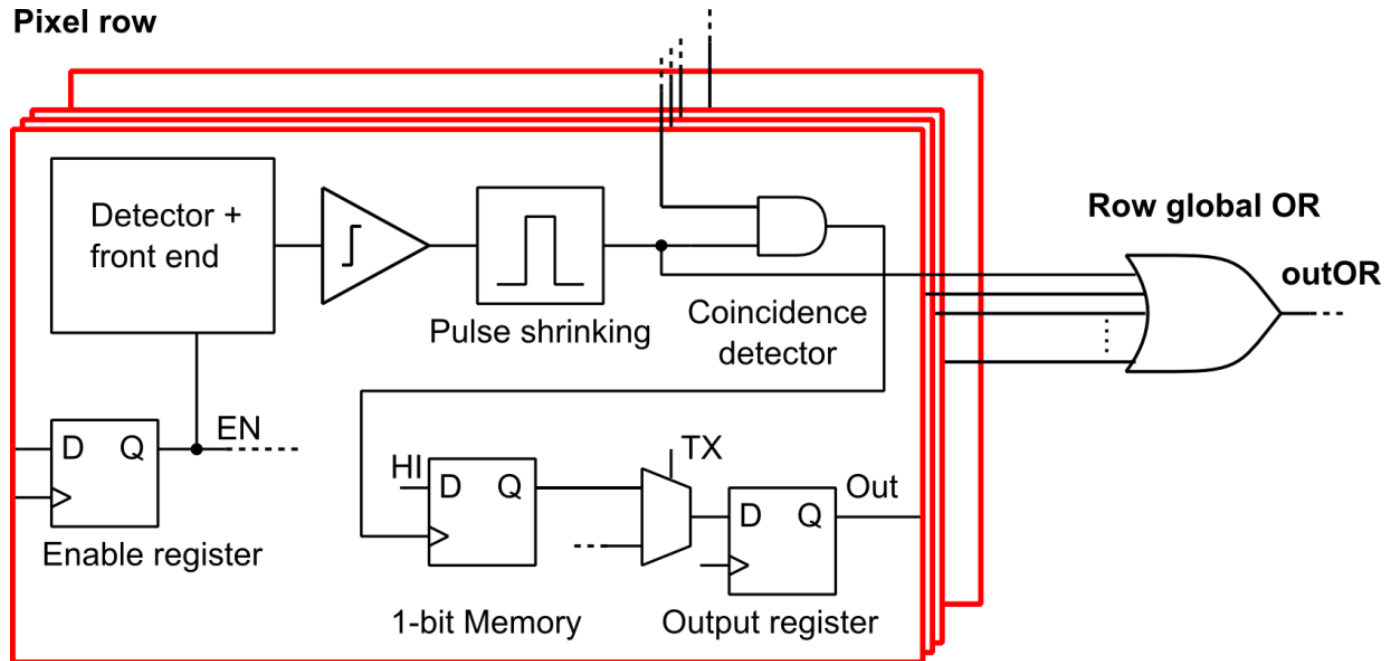 Pixel row
Detector +
front end
Pulse shrinking
Coincidence
detector
Row global OR
outOR
D Q
EN
Enable register
HI
D Q
1-bit Memory
TX
D Q
Out
Output register